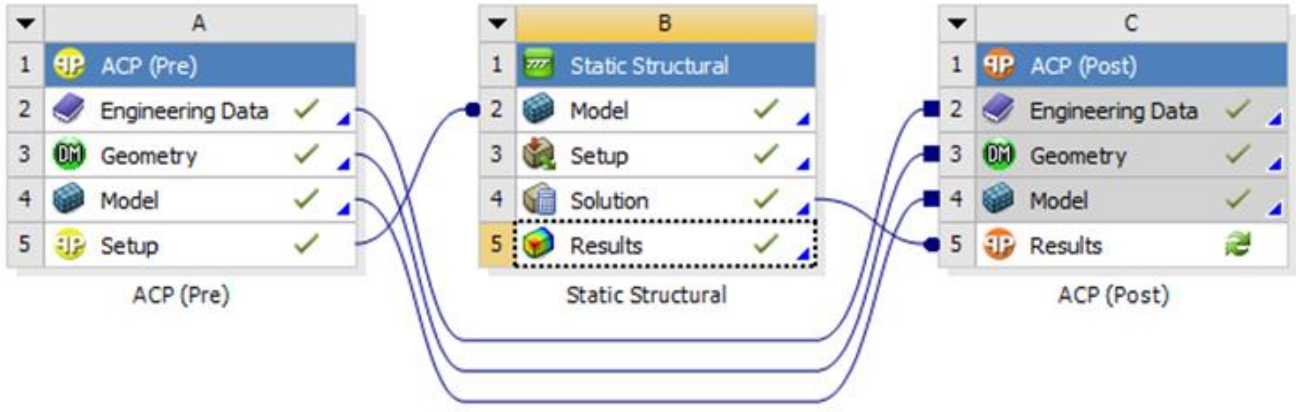 A
1 ACP (Pre)
2 Engineering Data
3 DM Geometry
4 Model
5 Setup
ACP (Pre)
B
1 Static Structural
2 Model
3 Setup
4 Solution
5 Results
Static Structural
C
1 ACP (Post)
2 Engineering Data
3 DM Geometry
4 Model
5 Results
ACP (Post)